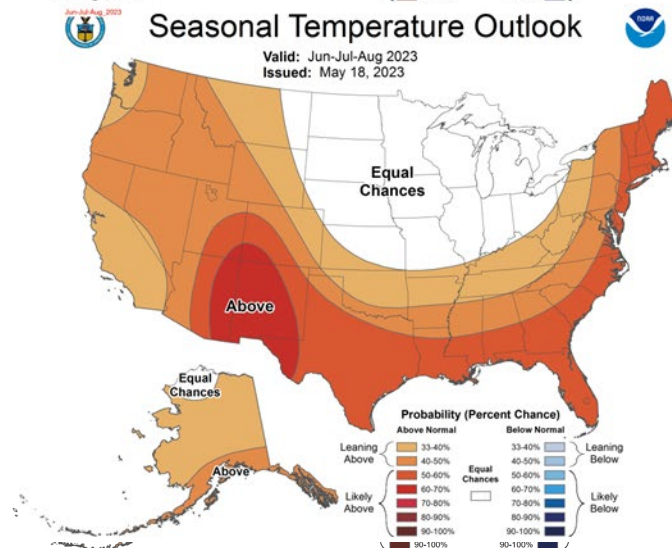 Jun-Jul-Aug_2023
Seasonal Temperature Outlook
NOAA
Valid: Jun-Jul-Aug 2023
Issued: May 18, 2023
Equal
Chances
Above
Equal
Chances
Above
Probability (Percent Chance)
Above Normal
Below Normal
Leaning
Above
33-40%
40-50%
Likely
Above
50-60%
60-70%
70-80%
80-90%
90-100%
Equal
Chances
33-40%
40-50%
Leaning
Below
50-60%
60-70%
70-80%
80-90%
90-100%
Likely
Below
90-100%
90-100%